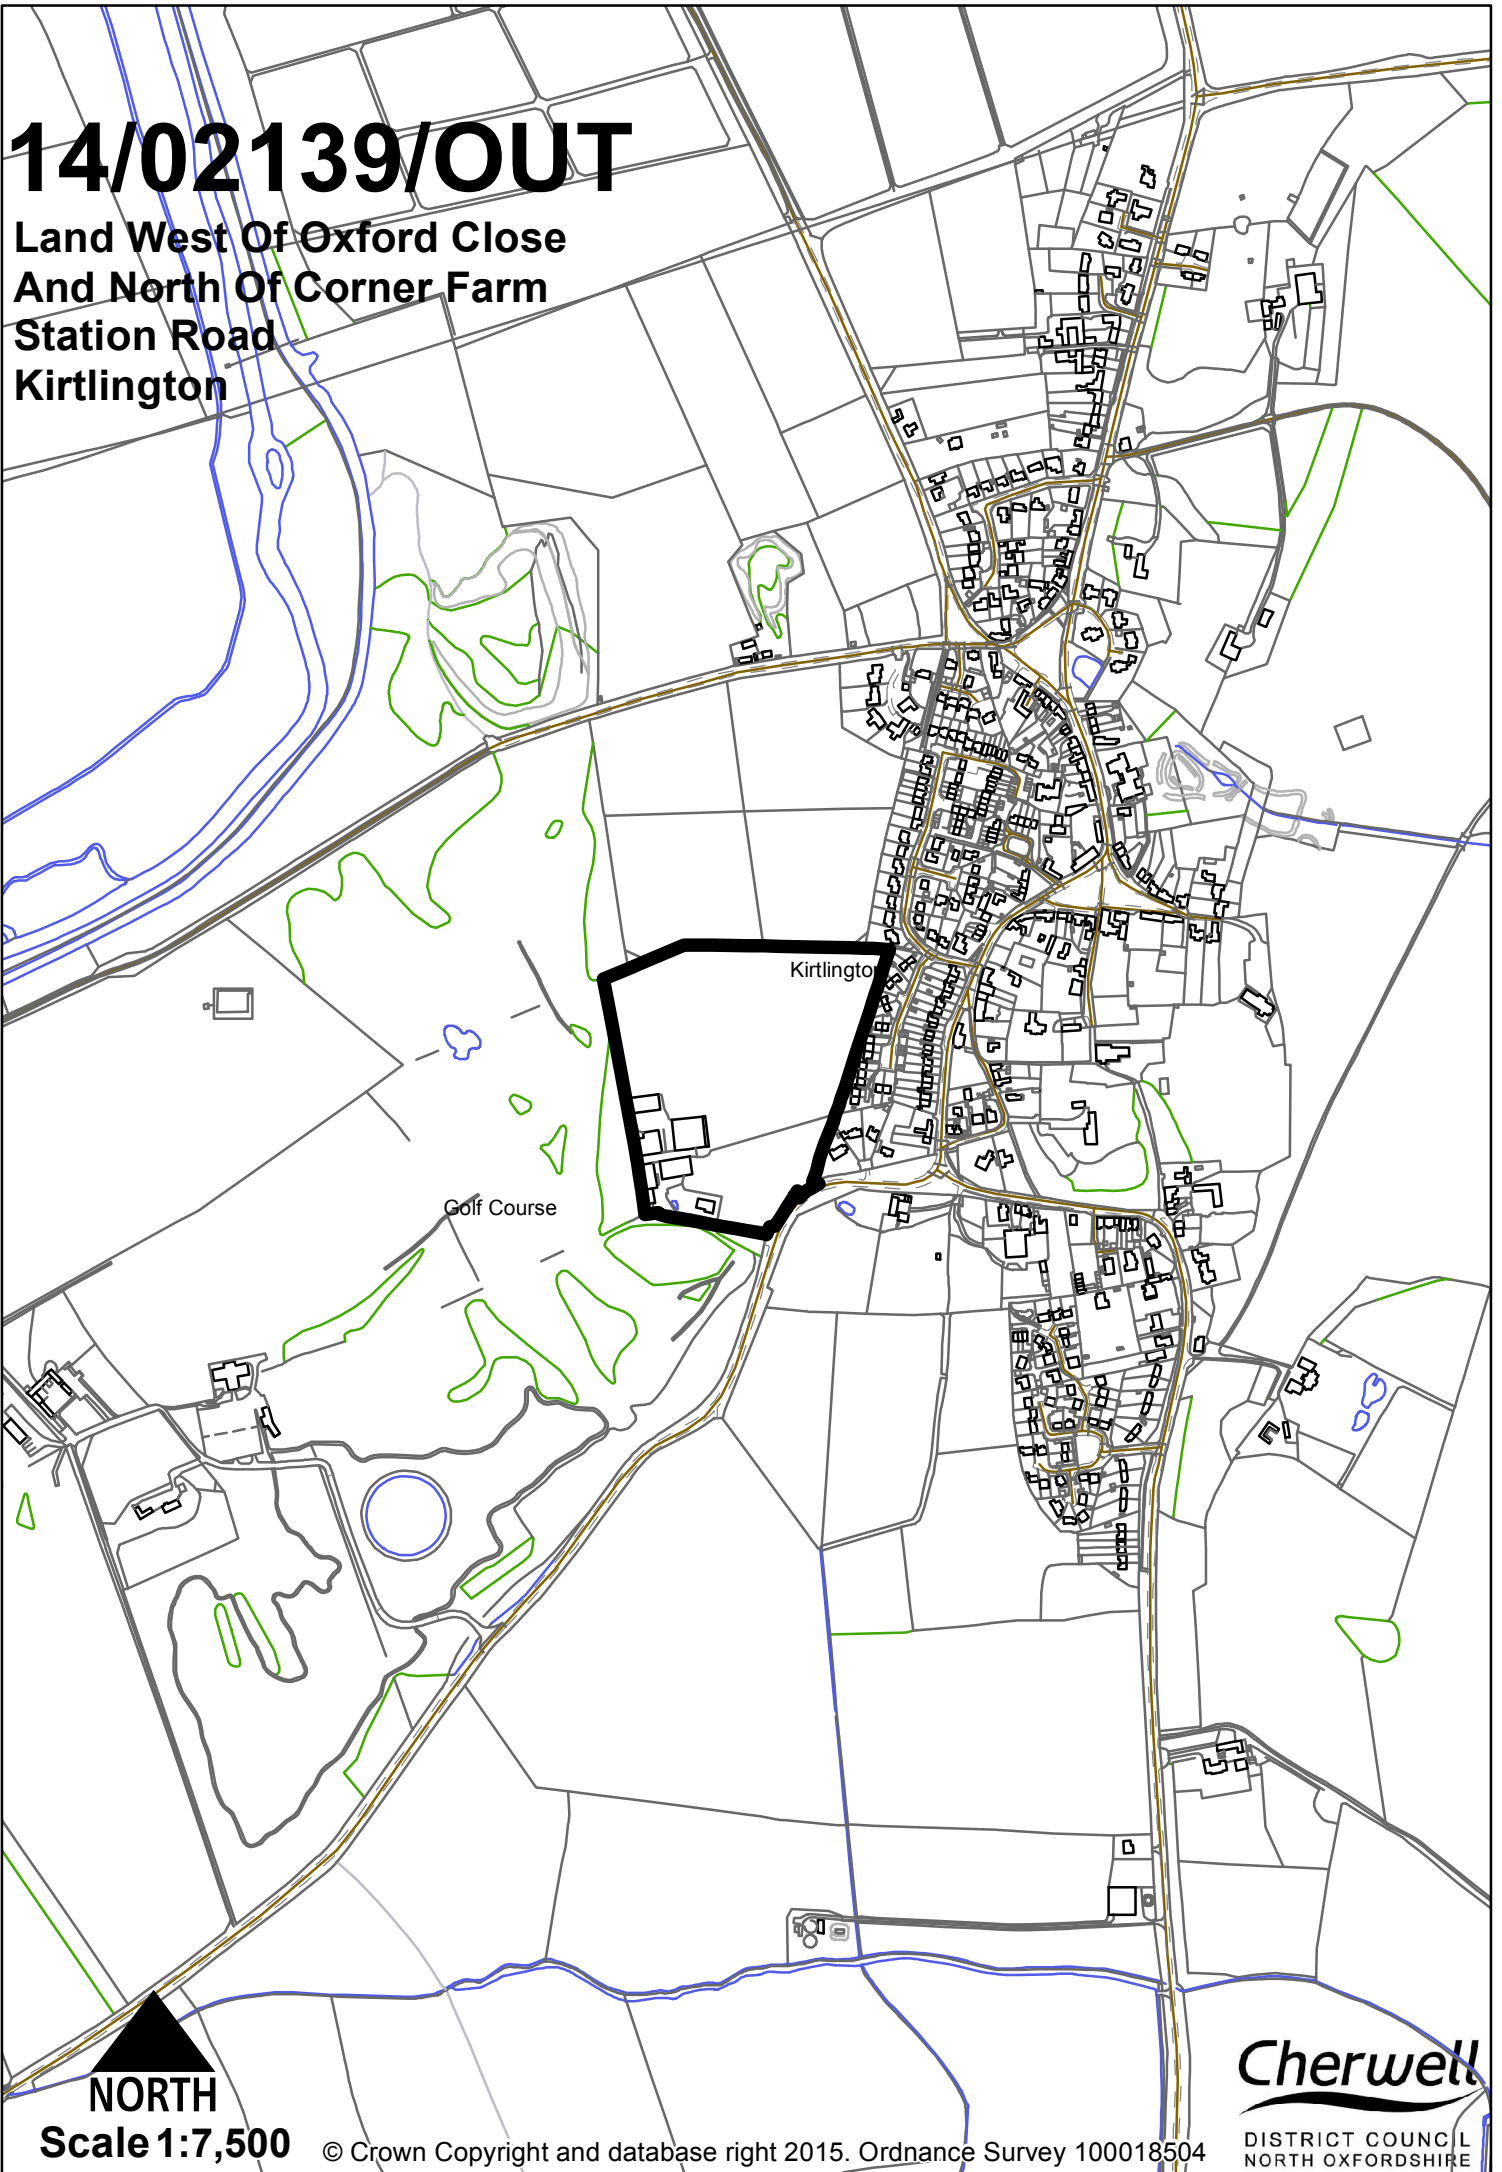 14/02139/OUT
Land West Of Oxford Close
And North Of Corner Farm
Station Road
Kirtlington
Kirtlington
Golf Course
NORTH
Scale 1:7,500
© Crown Copyright and database right 2015. Ordnance Survey 100018504
Cherwell
DISTRICT COUNCIL
NORTH OXFORDSHIRE